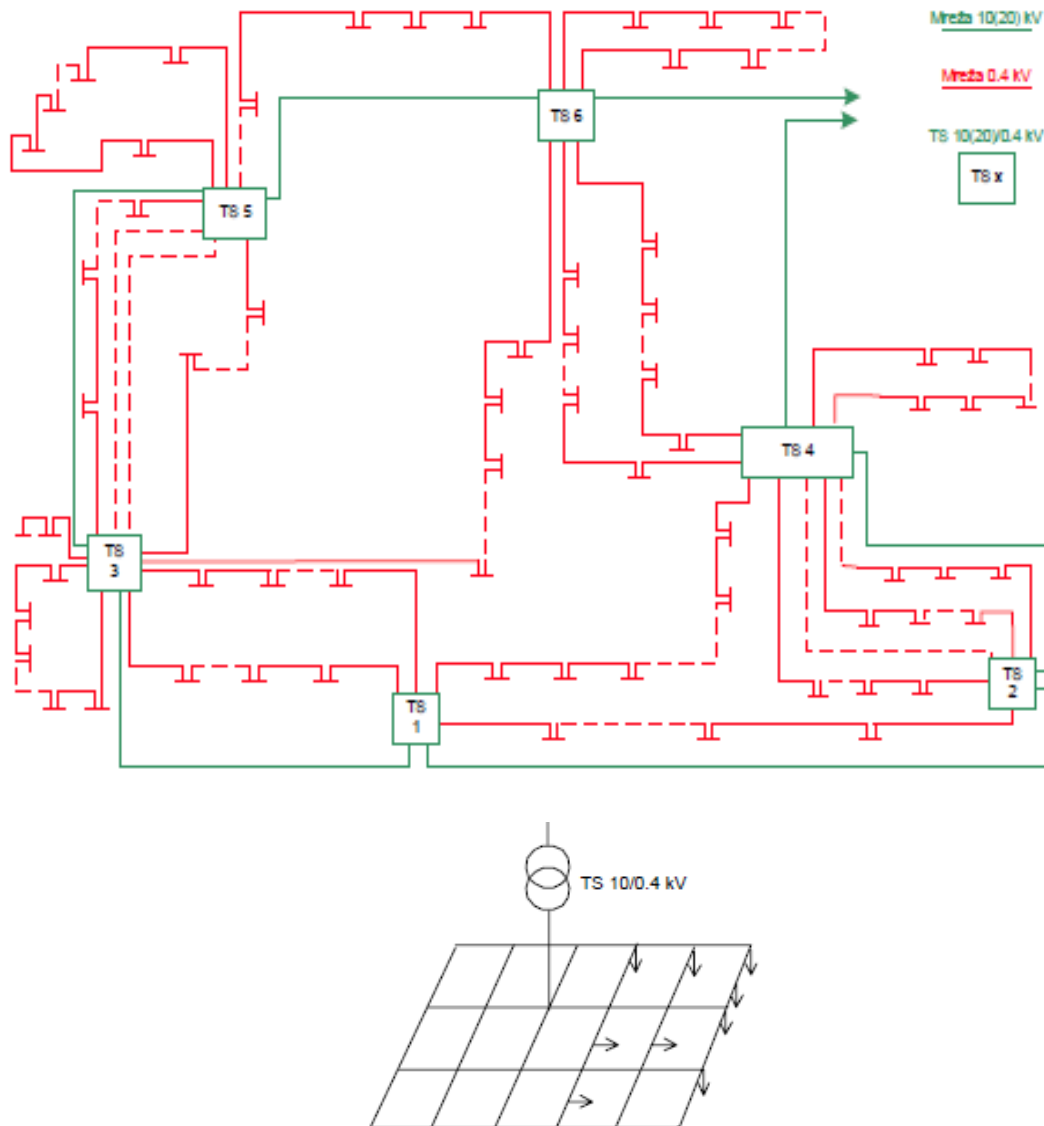 Mreža 10(20) kV
TS 6
Mreža 0.4 kV
TS 10(20)/0.4 kV
TS x
TS 5
TS 4
TS
3
TS
2
TS
1
TS 10/0.4 kV